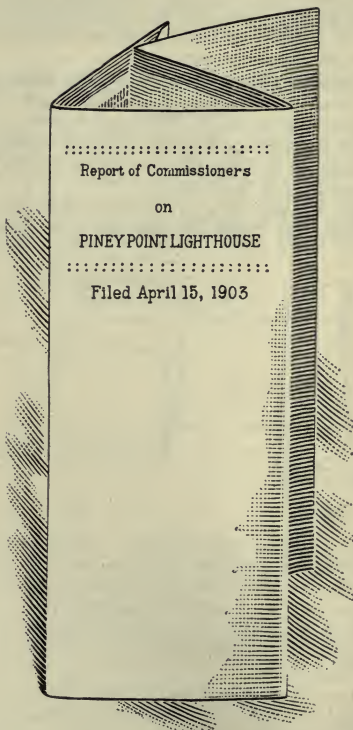 Report of Commissioners
on
PINEY POINT LIGHTHOUSE
Filed April 15, 1903